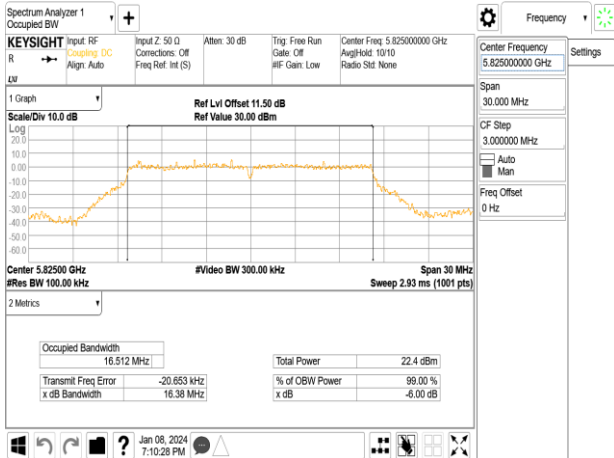 Spectrum Analyzer 1
Occupied BW
Frequency
KEYSIGHT
R
Input: RF
Coupling: DC
Align: Auto
Input Z: 50 Ω
Corrections: Off
Freq Ref: Int (S)
Atten: 30 dB
Trig: Free Run
Gate: Off
#IF Gain: Low
Center Freq: 5.825000000 GHz
Avg|Hold: 10/10
Radio Std: None
Center Frequency
5.825000000 GHz
Settings
Span
30.000 MHz
CF Step
3.000000 MHz
Auto
Man
Freq Offset
0 Hz
1 Graph
Scale/Div 10.0 dB
Ref Lvl Offset 11.50 dB
Ref Value 30.00 dBm
Log
20.0
10.0
0.00
-10.0
-20.0
-30.0
-40.0
-50.0
-60.0
Center 5.82500 GHz
#Video BW 300.00 kHz
Span 30 MHz
#Res BW 100.00 kHz
Sweep 2.93 ms (1001 pts)
2 Metrics
Occupied Bandwidth
16.512 MHz
Total Power 22.4 dBm
Transmit Freq Error -20.653 kHz
% of OBW Power 99.00 %
x dB Bandwidth 16.38 MHz
x dB -6.00 dB
?
Jan 08, 2024
7:10:28 PM